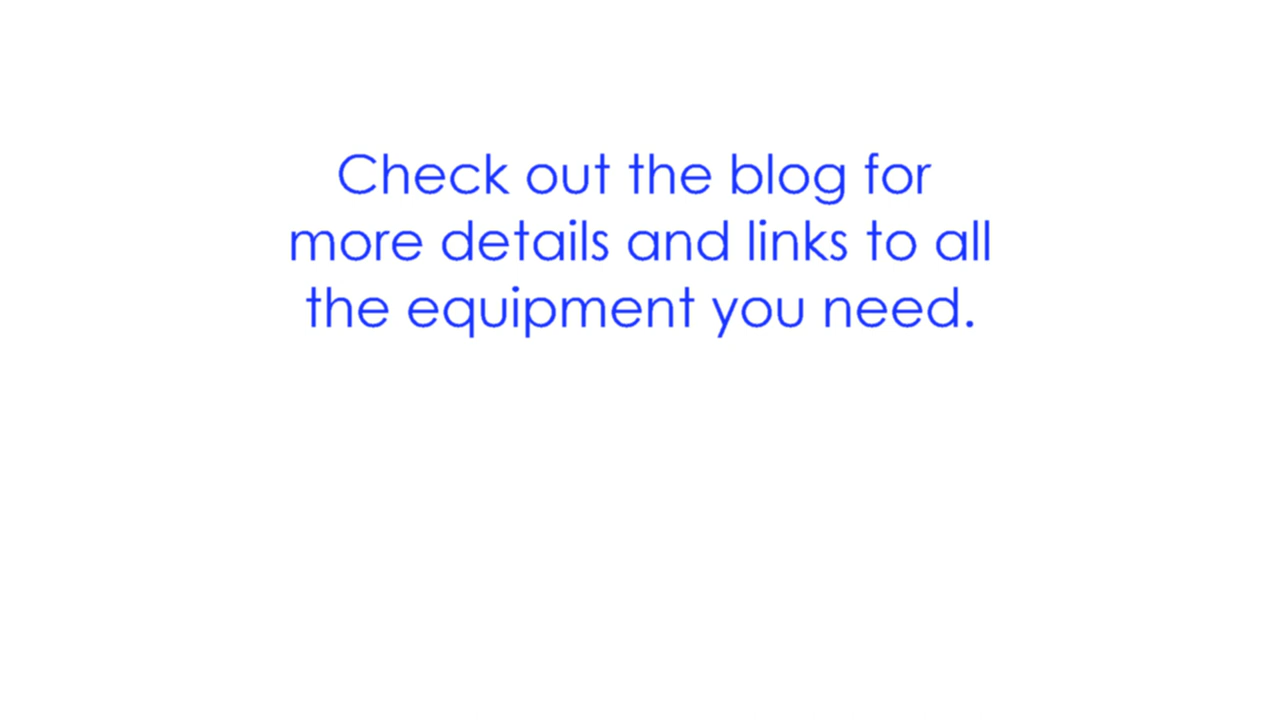 Check out the blog for
more details and links to all
the equipment you need.